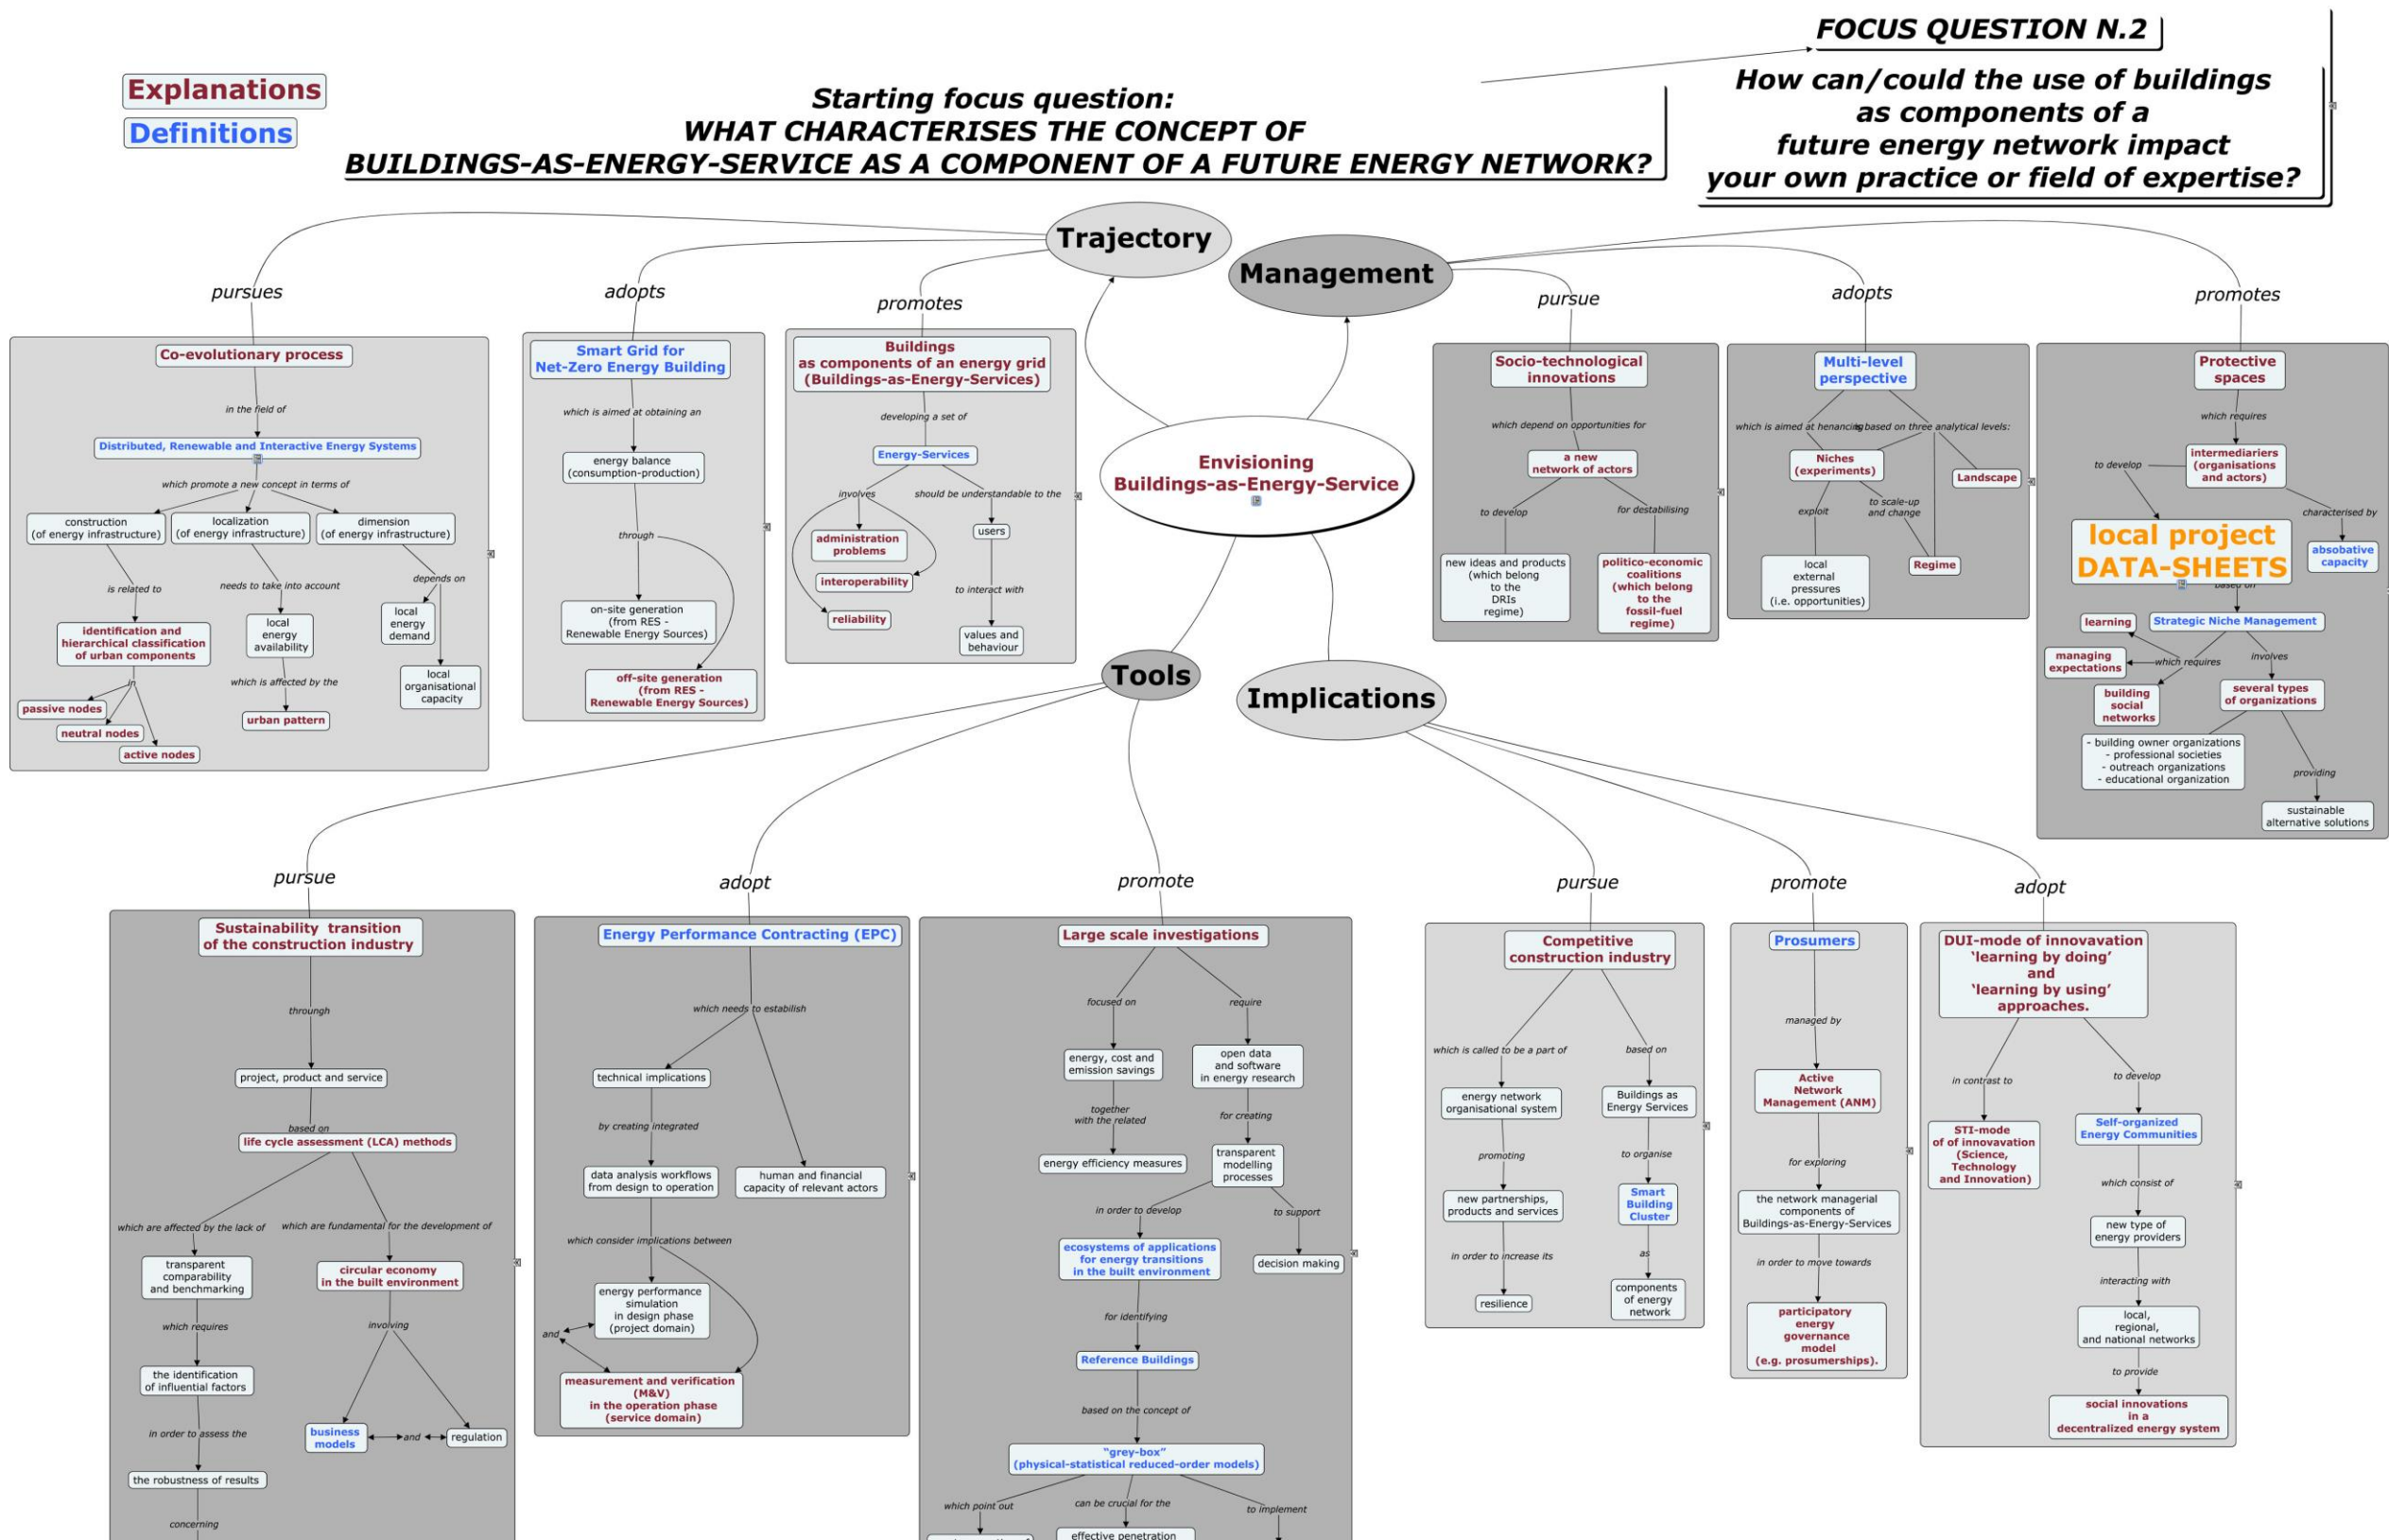 FOCUS QUESTION N.2
How can/could the use of buildings
as components of a
future energy network impact
your own practice or field of expertise?
Explanations
Definitions
Starting focus question:
WHAT CHARACTERISES THE CONCEPT OF
BUILDINGS-AS-ENERGY-SERVICE AS A COMPONENT OF A FUTURE ENERGY NETWORK?
Trajectory
Management
Envisioning
Buildings-as-Energy-Service
Tools
Implications
pursues
Co-evolutionary process
in the field of
Distributed, Renewable and Interactive Energy Systems
which promote a new concept in terms of
construction
(of energy infrastructure)
localization
(of energy infrastructure)
dimension
(of energy infrastructure)
is related to
identification and
hierarchical classification
of urban components
in
passive nodes
neutral nodes
active nodes
needs to take into account
local
energy
availability
which is affected by the
urban pattern
depends on
local
energy
demand
local
organisational
capacity
adopts
Smart Grid for
Net-Zero Energy Building
which is aimed at obtaining an
energy balance
(consumption-production)
through
on-site generation
(from RES -
Renewable Energy Sources)
off-site generation
(from RES -
Renewable Energy Sources)
promotes
Buildings
as components of an energy grid
(Buildings-as-Energy-Services)
developing a set of
Energy-Services
involves
administration
problems
interoperability
reliability
should be understandable to the
users
to interact with
values and
behaviour
pursue
Socio-technological
innovations
which depend on opportunities for
a new
network of actors
to develop
new ideas and products
(which belong
to the
DRIs
regime)
for destabilising
politico-economic
coalitions
(which belong
to the
fossil-fuel
regime)
adopts
Multi-level
perspective
which is aimed at henancing
is based on three analytical levels:
Niches
(experiments)
Landscape
exploit
to scale-up
and change
local
external
pressures
(i.e. opportunities)
Regime
promotes
Protective
spaces
which requires
intermediariers
(organisations
and actors)
to develop
characterised by
absobative
capacity
local project
DATA-SHEETS
based on
Strategic Niche Management
which requires
learning
managing
expectations
building
social
networks
involves
several types
of organizations
- building owner organizations
- professional societies
- outreach organizations
- educational organization
providing
sustainable
alternative solutions
pursue
Sustainability transition
of the construction industry
throungh
project, product and service
based on
life cycle assessment (LCA) methods
which are affected by the lack of
transparent
comparability
and benchmarking
which requires
the identification
of influential factors
in order to assess the
the robustness of results
concerning
which are fundamental for the development of
circular economy
in the built environment
involving
business
models
and
regulation
adopt
Energy Performance Contracting (EPC)
which needs to estabilish
technical implications
by creating integrated
data analysis workflows
from design to operation
human and financial
capacity of relevant actors
which consider implications between
energy performance
simulation
in design phase
(project domain)
and
measurement and verification
(M&V)
in the operation phase
(service domain)
promote
Large scale investigations
focused on
energy, cost and
emission savings
together
with the related
energy efficiency measures
require
open data
and software
in energy research
for creating
transparent
modelling
processes
in order to develop
to support
decision making
ecosystems of applications
for energy transitions
in the built environment
for identifying
Reference Buildings
based on the concept of
“grey-box”
(physical-statistical reduced-order models)
which point out
can be crucial for the
to implement
effective penetration
pursue
Competitive
construction industry
which is called to be a part of
energy network
organisational system
promoting
new partnerships,
products and services
in order to increase its
resilience
based on
Buildings as
Energy Services
to organise
Smart
Building
Cluster
as
components
of energy
network
promote
Prosumers
managed by
Active
Network
Management (ANM)
for exploring
the network managerial
components of
Buildings-as-Energy-Services
in order to move towards
participatory
energy
governance
model
(e.g. prosumerships).
adopt
DUI-mode of innovavation
‘learning by doing’
and
‘learning by using’
approaches.
in contrast to
STI-mode
of of innovavation
(Science,
Technology
and Innovation)
to develop
Self-organized
Energy Communities
which consist of
new type of
energy providers
interacting with
local,
regional,
and national networks
to provide
social innovations
in a
decentralized energy system